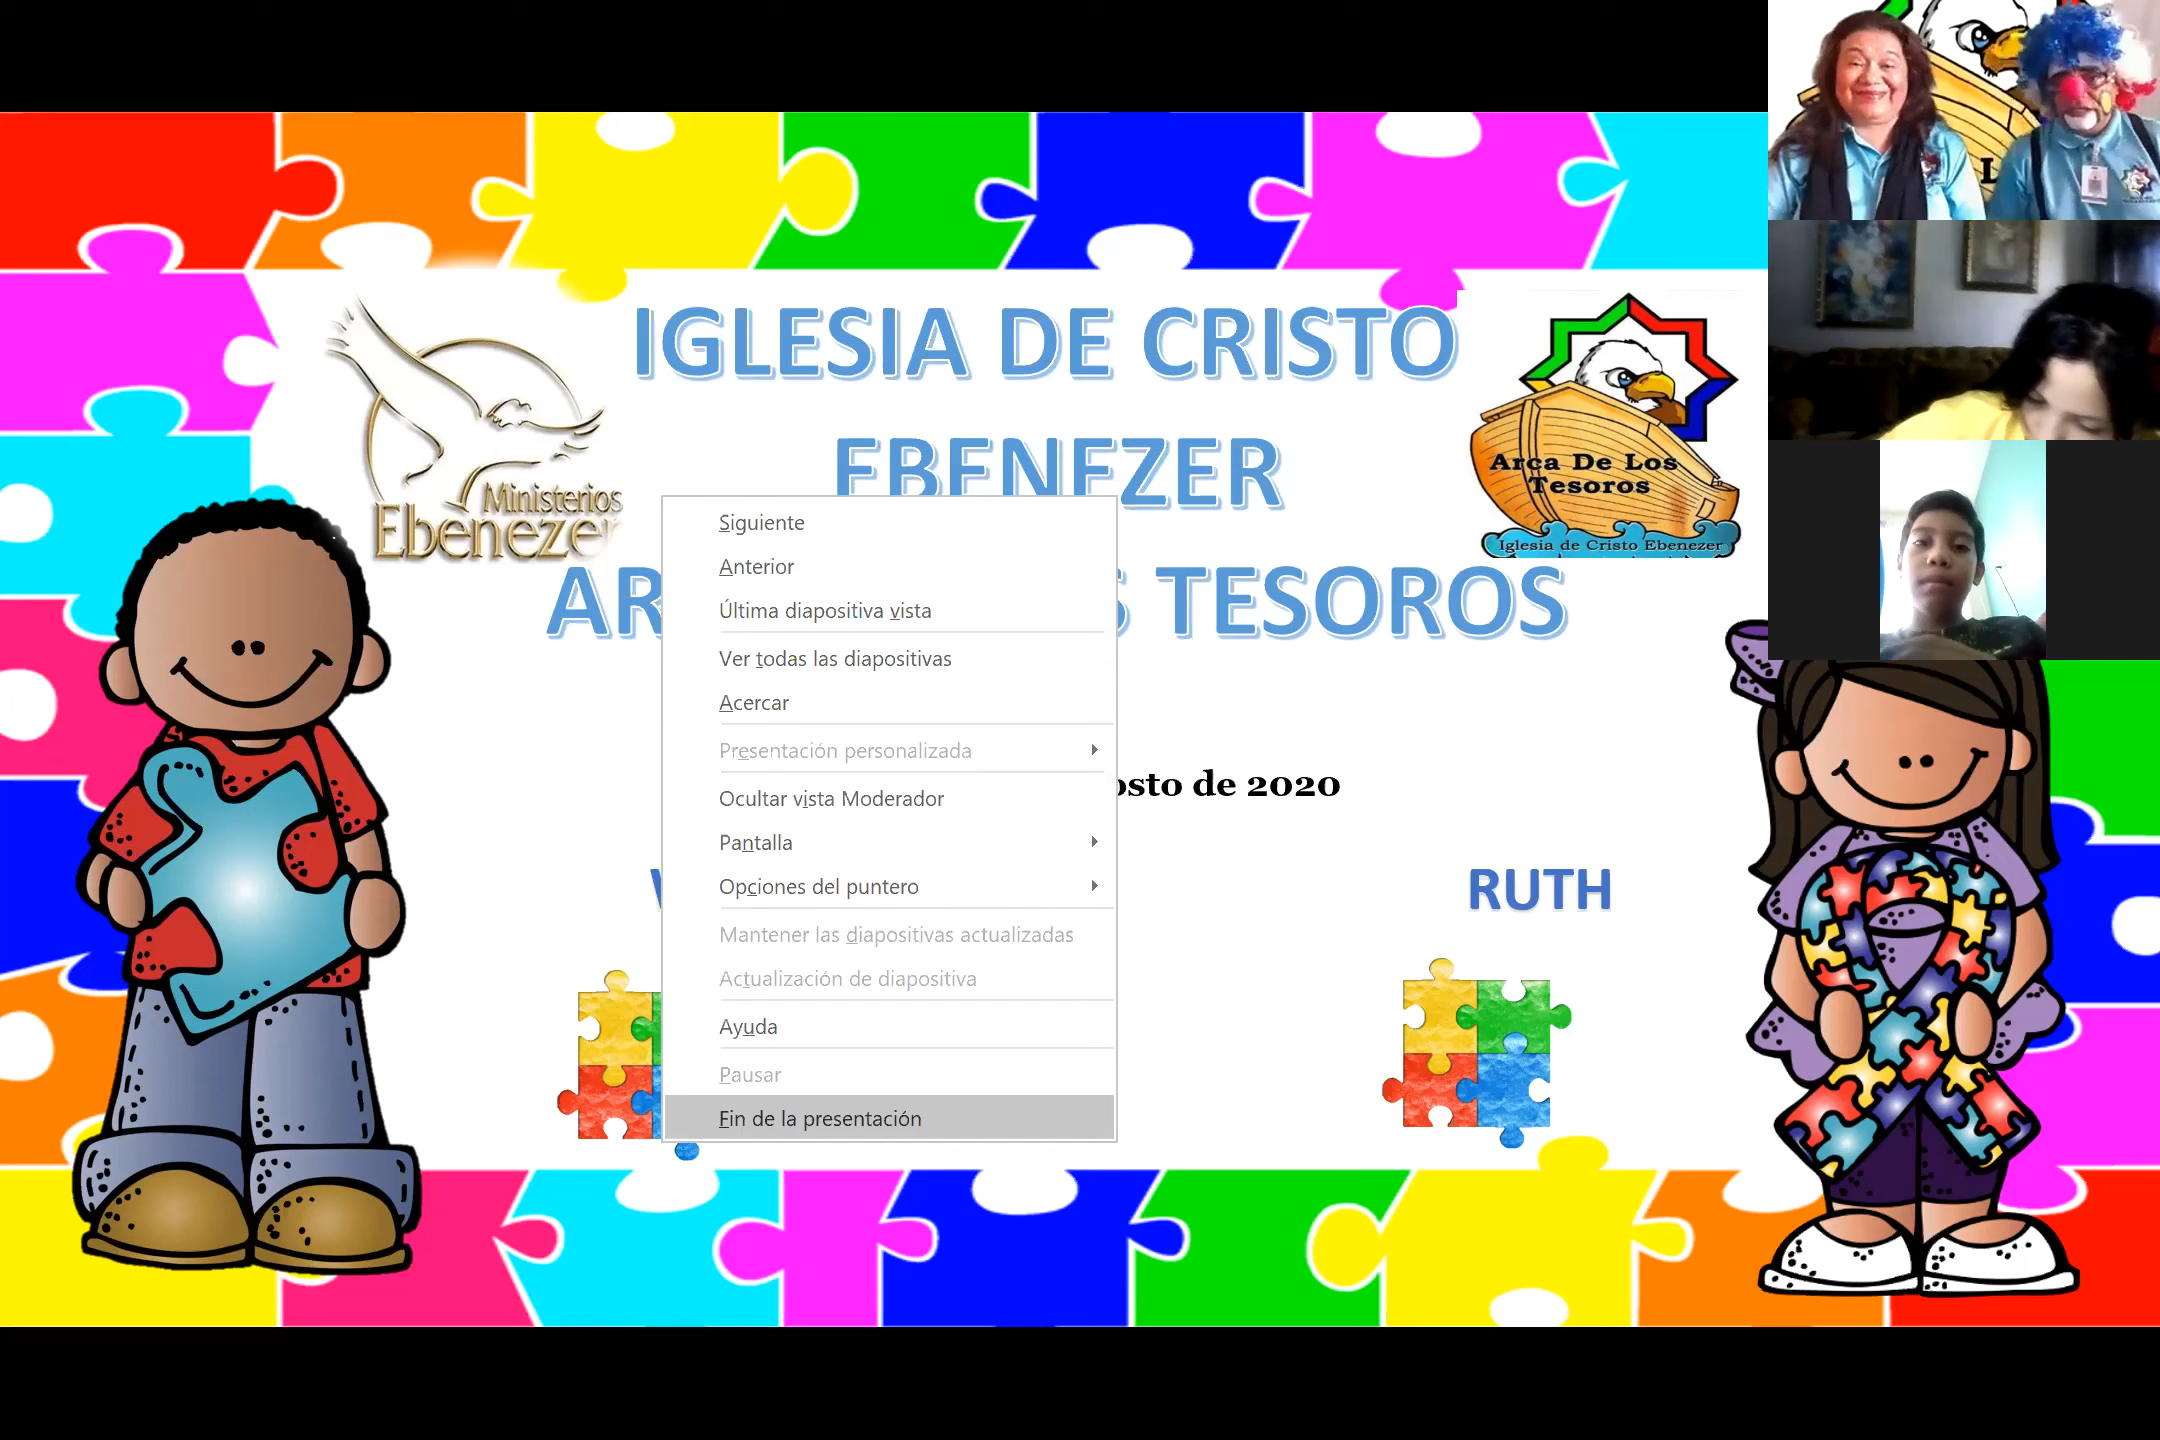 IGLESIA DE CRISTO
EBENEZER
TESOROS
Ministerios
Ebenezer
Arca De Los
Tesoros
Iglesia de Cristo Ebenezer
de 2020
RUTH
Siguiente
Anterior
Última diapositiva vista
Ver todas las diapositivas
Acercar
Presentación personalizada
Ocultar vista Moderador
Pantalla
Opciones del puntero
Mantener las diapositivas actualizadas
Actualización de diapositiva
Ayuda
Pausar
Fin de la presentación